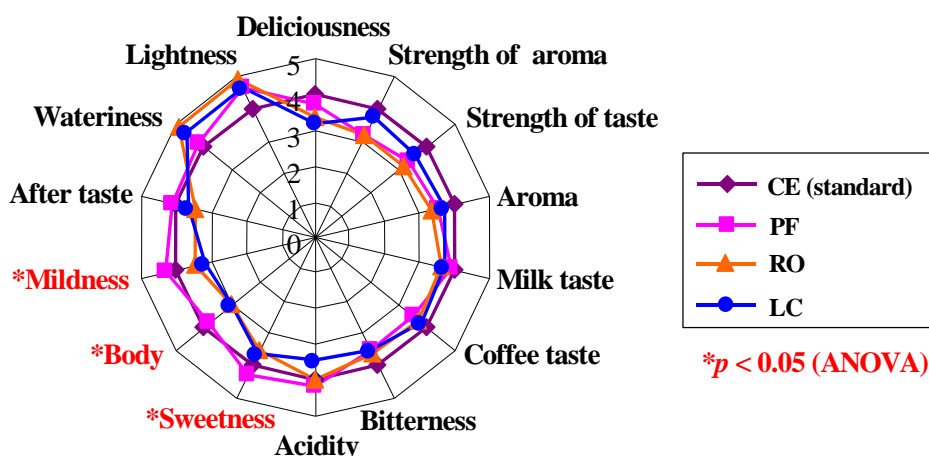 Deliciousness
Lightness
Strength of aroma
Wateriness
Strength of taste
After taste
Aroma
*Mildness
Milk taste
*Body
Coffee taste
*Sweetness
Bitterness
Acidity
5
4
3
2
1
0
CE (standard)
PF
RO
LC
*p < 0.05 (ANOVA)